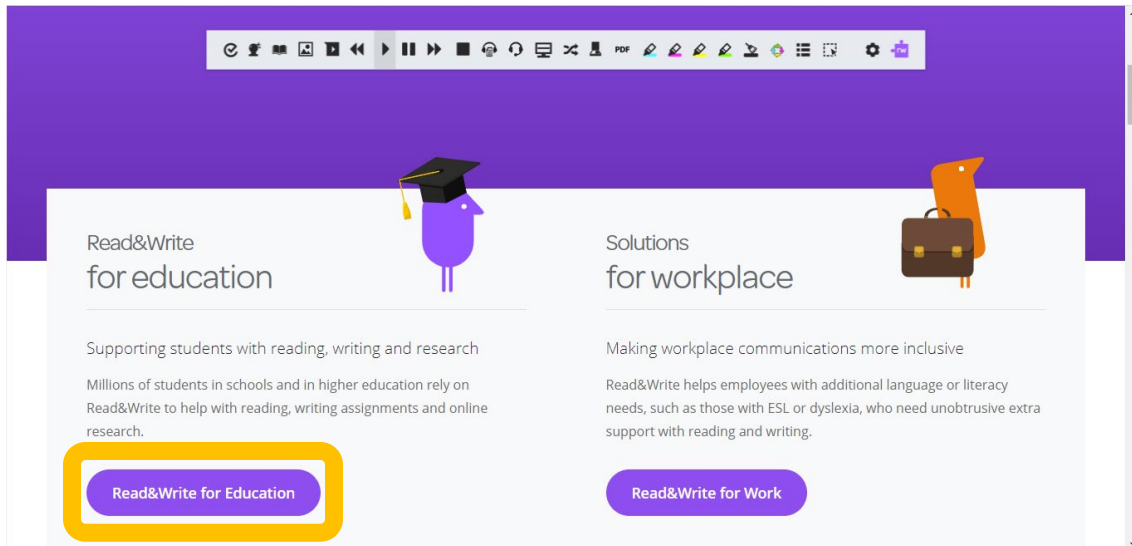 PDF
rw
Read&Write
for education
Supporting students with reading, writing and research
Millions of students in schools and in higher education rely on
Read&Write to help with reading, writing assignments and online
research.
Read&Write for Education
Solutions
for workplace
Making workplace communications more inclusive
Read&Write helps employees with additional language or literacy
needs, such as those with ESL or dyslexia, who need unobtrusive extra
support with reading and writing.
Read&Write for Work